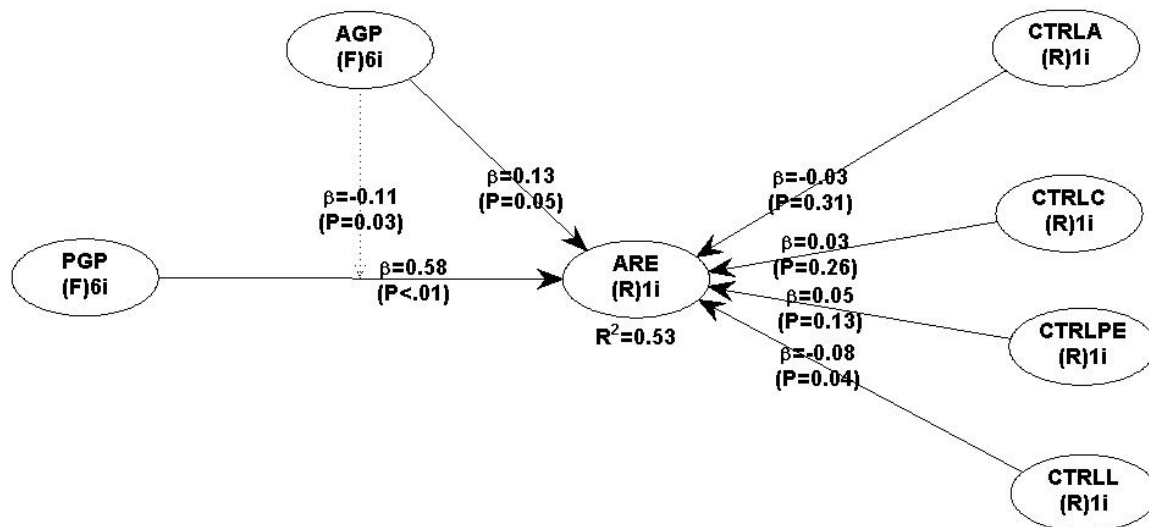 AGP
(F)6i
CTRLA
(R)1i
β=-0.11
(P=0.03)
β=0.13
(P=0.05)
β=-0.03
(P=0.31)
CTRLC
(R)1i
PGP
(F)6i
β=0.58
(P<.01)
ARE
(R)1i
R²=0.53
β=0.03
(P=0.26)
β=0.05
(P=0.13)
CTRLPE
(R)1i
β=-0.08
(P=0.04)
CTRLL
(R)1i